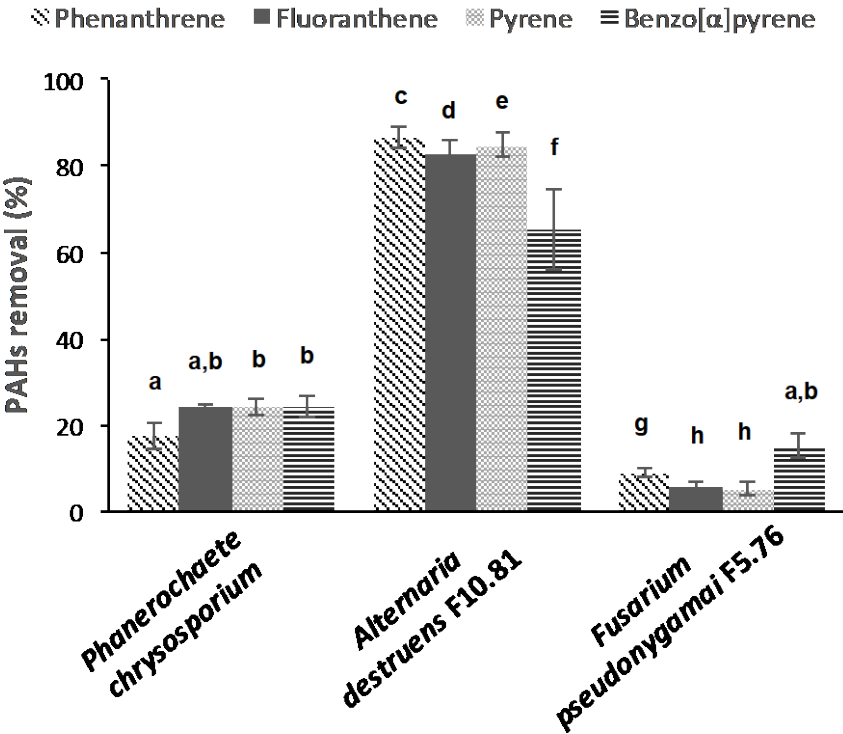 Phenanthrene Fluoranthene Pyrene Benzo[α]pyrene
PAHs removal (%)
100
80
60
40
20
0
a a,b b b
c d e f
g h h a,b
Phanerochaete
chrysosporium
Alternaria
destruens F10.81
Fusarium
pseudonygamai F5.76